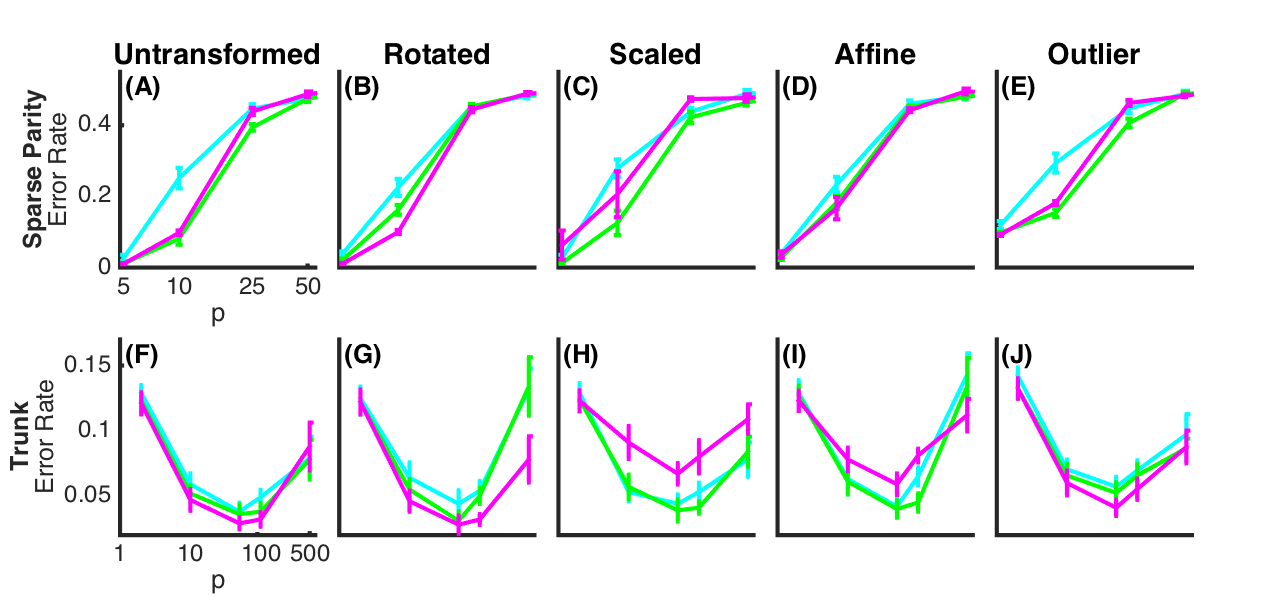 Untransformed Rotated Scaled Affine Outlier
(A) (B) (C) (D) (E)
Sparse Parity
Error Rate
0.4
0.2
0
5 10 25 50
p
(F) (G) (H) (I) (J)
Trunk
Error Rate
0.15
0.1
0.05
1 10 100 500
p